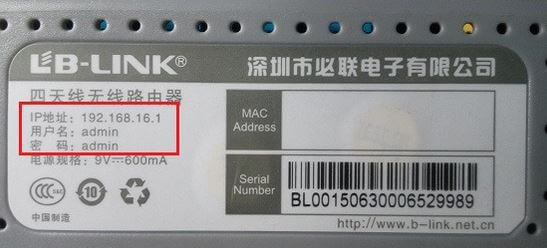 LB-LINK®
深圳市必联电子有限公司
四天线无线路由器
IP地址: 192.168.16.1
用户名: admin
密 码: admin
电源规格: 9V⎓600mA
MAC
Address
Serial
Number
BL00150630006529989
CCC S&E
10
中国制造
http://www.b-link.net.cn